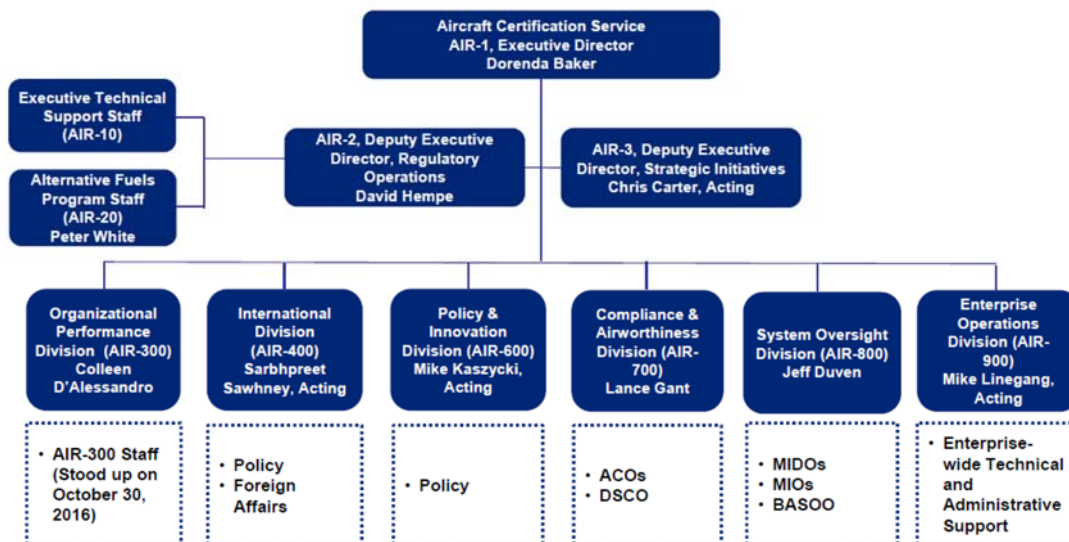 Aircraft Certification Service
AIR-1, Executive Director
Dorenda Baker
Executive Technical
Support Staff
(AIR-10)
Alternative Fuels
Program Staff
(AIR-20)
Peter White
AIR-2, Deputy Executive
Director, Regulatory
Operations
David Hempe
AIR-3, Deputy Executive
Director, Strategic Initiatives
Chris Carter, Acting
Organizational
Performance
Division (AIR-300)
Colleen
D'Alessandro
International
Division
(AIR-400)
Sarbhpreet
Sawhney, Acting
Policy &
Innovation
Division (AIR-600)
Mike Kaszycki,
Acting
Compliance &
Airworthiness
Division (AIR-
700)
Lance Gant
System Oversight
Division (AIR-800)
Jeff Duven
Enterprise
Operations
Division (AIR-
900)
Mike Linegang,
Acting
• AIR-300 Staff
(Stood up on
October 30,
2016)
• Policy
• Foreign
Affairs
• Policy
• ACOs
• DSCO
• MIDOs
• MIOs
• BASOO
• Enterprise-
wide Technical
and
Administrative
Support